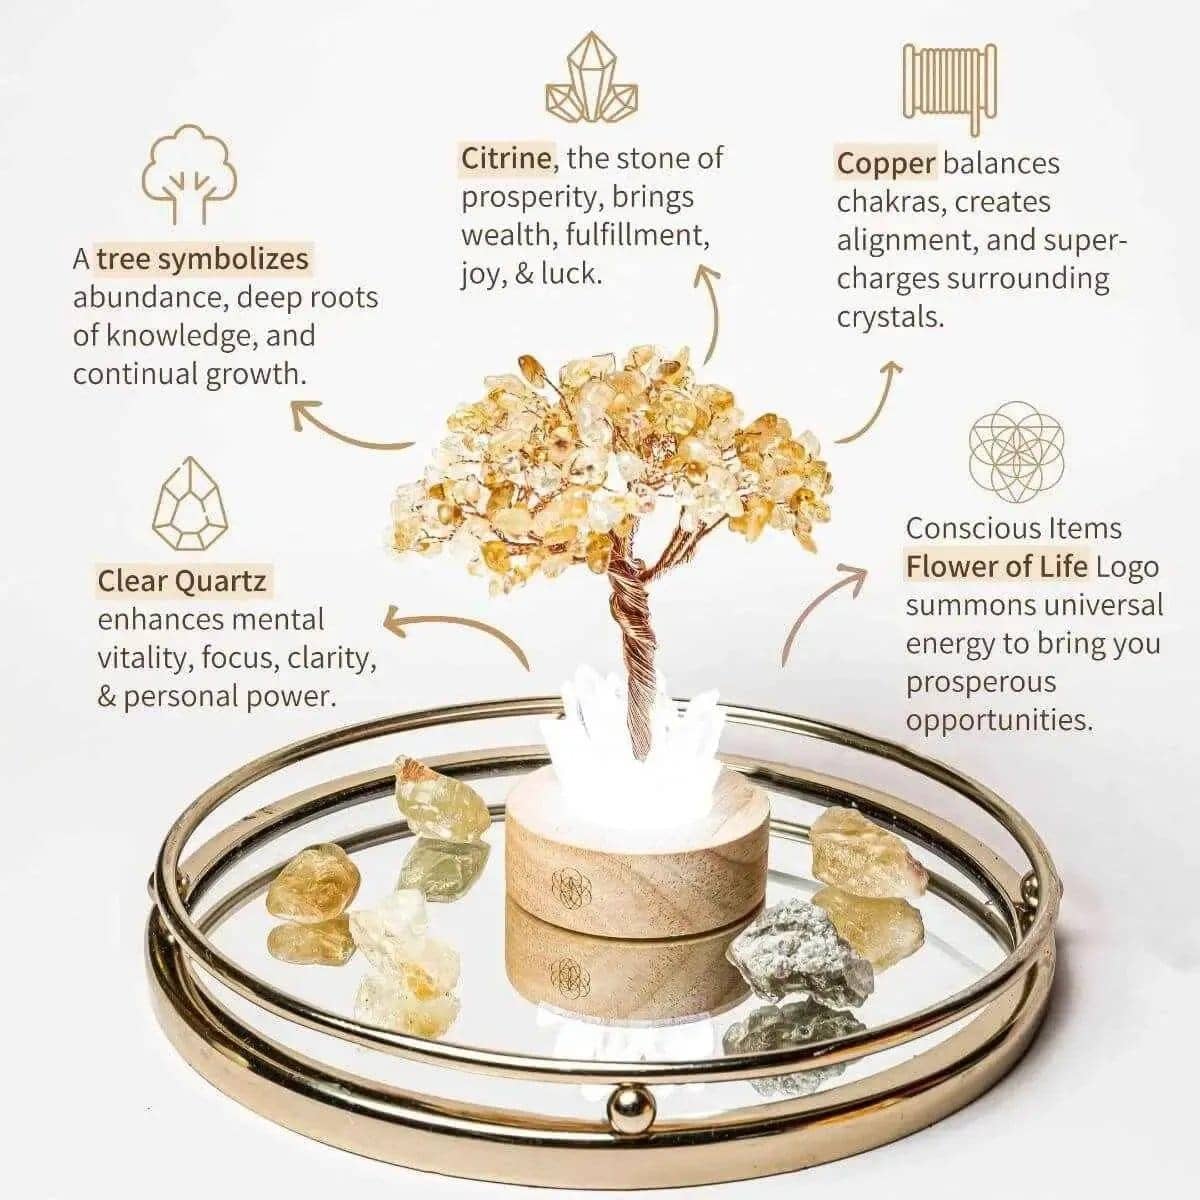 Citrine, the stone of
prosperity, brings
wealth, fulfillment,
joy, & luck.
Copper balances
chakras, creates
alignment, and super-
charges surrounding
crystals.
A tree symbolizes
abundance, deep roots
of knowledge, and
continual growth.
Clear Quartz
enhances mental
vitality, focus, clarity,
& personal power.
Conscious Items
Flower of Life Logo
summons universal
energy to bring you
prosperous
opportunities.